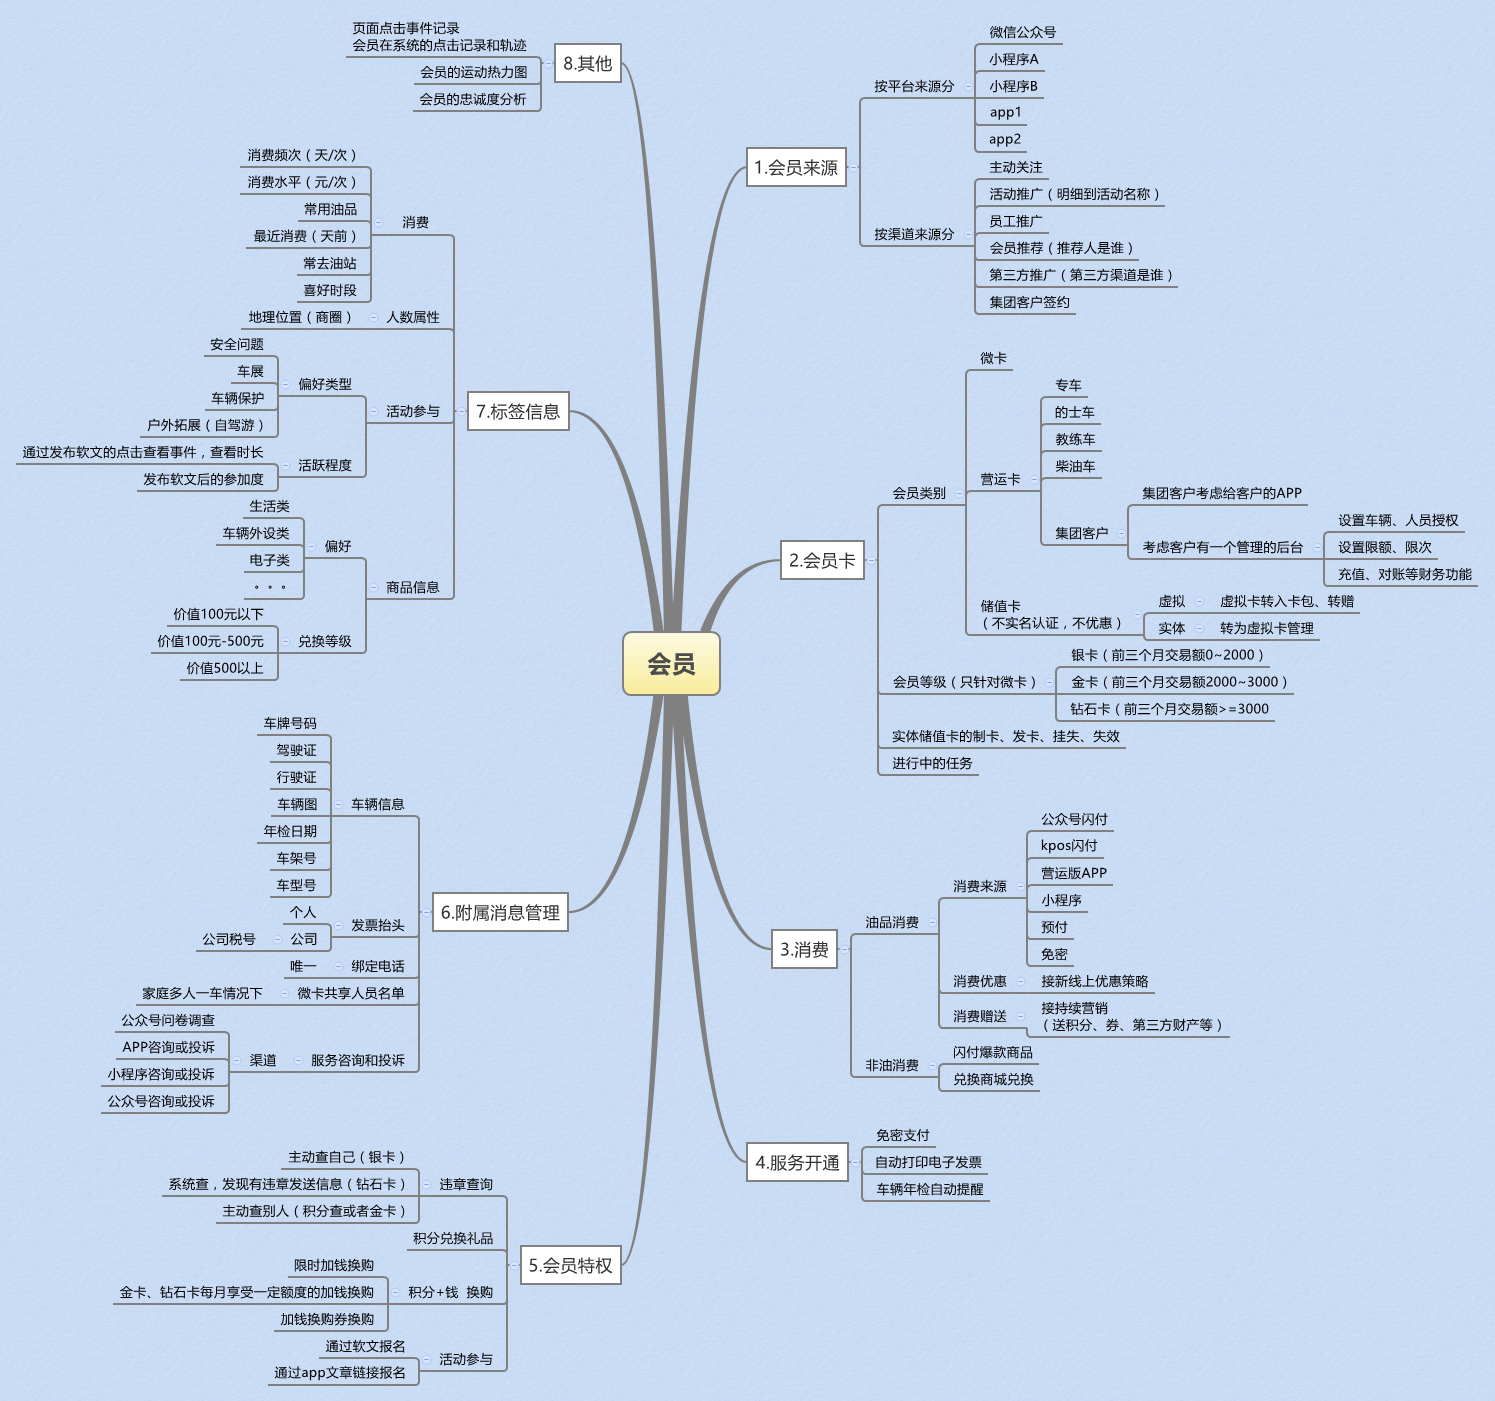 会员
1.会员来源
按平台来源分
微信公众号
小程序A
小程序B
app1
app2
按渠道来源分
主动关注
活动推广（明细到活动名称）
员工推广
会员推荐（推荐人是谁）
第三方推广（第三方渠道是谁）
集团客户签约
2.会员卡
会员类别
微卡
营运卡
专车
的士车
教练车
柴油车
集团客户
集团客户考虑给客户的APP
考虑客户有一个管理的后台
设置车辆、人员授权
设置限额、限次
充值、对账等财务功能
储值卡
（不实名认证，不优惠）
虚拟
虚拟卡转入卡包、转赠
实体
转为虚拟卡管理
会员等级（只针对微卡）
银卡（前三个月交易额0~2000）
金卡（前三个月交易额2000~3000）
钻石卡（前三个月交易额>=3000
实体储值卡的制卡、发卡、挂失、失效
进行中的任务
3.消费
油品消费
消费来源
公众号闪付
kpos闪付
营运版APP
小程序
预付
免密
消费优惠
接新线上优惠策略
消费赠送
接持续营销
（送积分、券、第三方财产等）
非油消费
闪付爆款商品
兑换商城兑换
4.服务开通
免密支付
自动打印电子发票
车辆年检自动提醒
5.会员特权
违章查询
主动查自己（银卡）
系统查，发现有违章发送信息（钻石卡）
主动查别人（积分查或者金卡）
积分兑换礼品
积分+钱 换购
限时加钱换购
金卡、钻石卡每月享受一定额度的加钱换购
加钱换购券换购
活动参与
通过软文报名
通过app文章链接报名
6.附属消息管理
车辆信息
车牌号码
驾驶证
行驶证
车辆图
年检日期
车架号
车型号
发票抬头
个人
公司
公司税号
绑定电话
唯一
微卡共享人员名单
家庭多人一车情况下
服务咨询和投诉
渠道
公众号问卷调查
APP咨询或投诉
小程序咨询或投诉
公众号咨询或投诉
7.标签信息
消费
消费频次（天/次）
消费水平（元/次）
常用油品
最近消费（天前）
常去油站
喜好时段
人数属性
地理位置（商圈）
活动参与
偏好类型
安全问题
车展
车辆保护
户外拓展（自驾游）
活跃程度
通过发布软文的点击查看事件，查看时长
发布软文后的参加度
商品信息
偏好
生活类
车辆外设类
电子类
。。。
兑换等级
价值100元以下
价值100元-500元
价值500以上
8.其他
页面点击事件记录
会员在系统的点击记录和轨迹
会员的运动热力图
会员的忠诚度分析